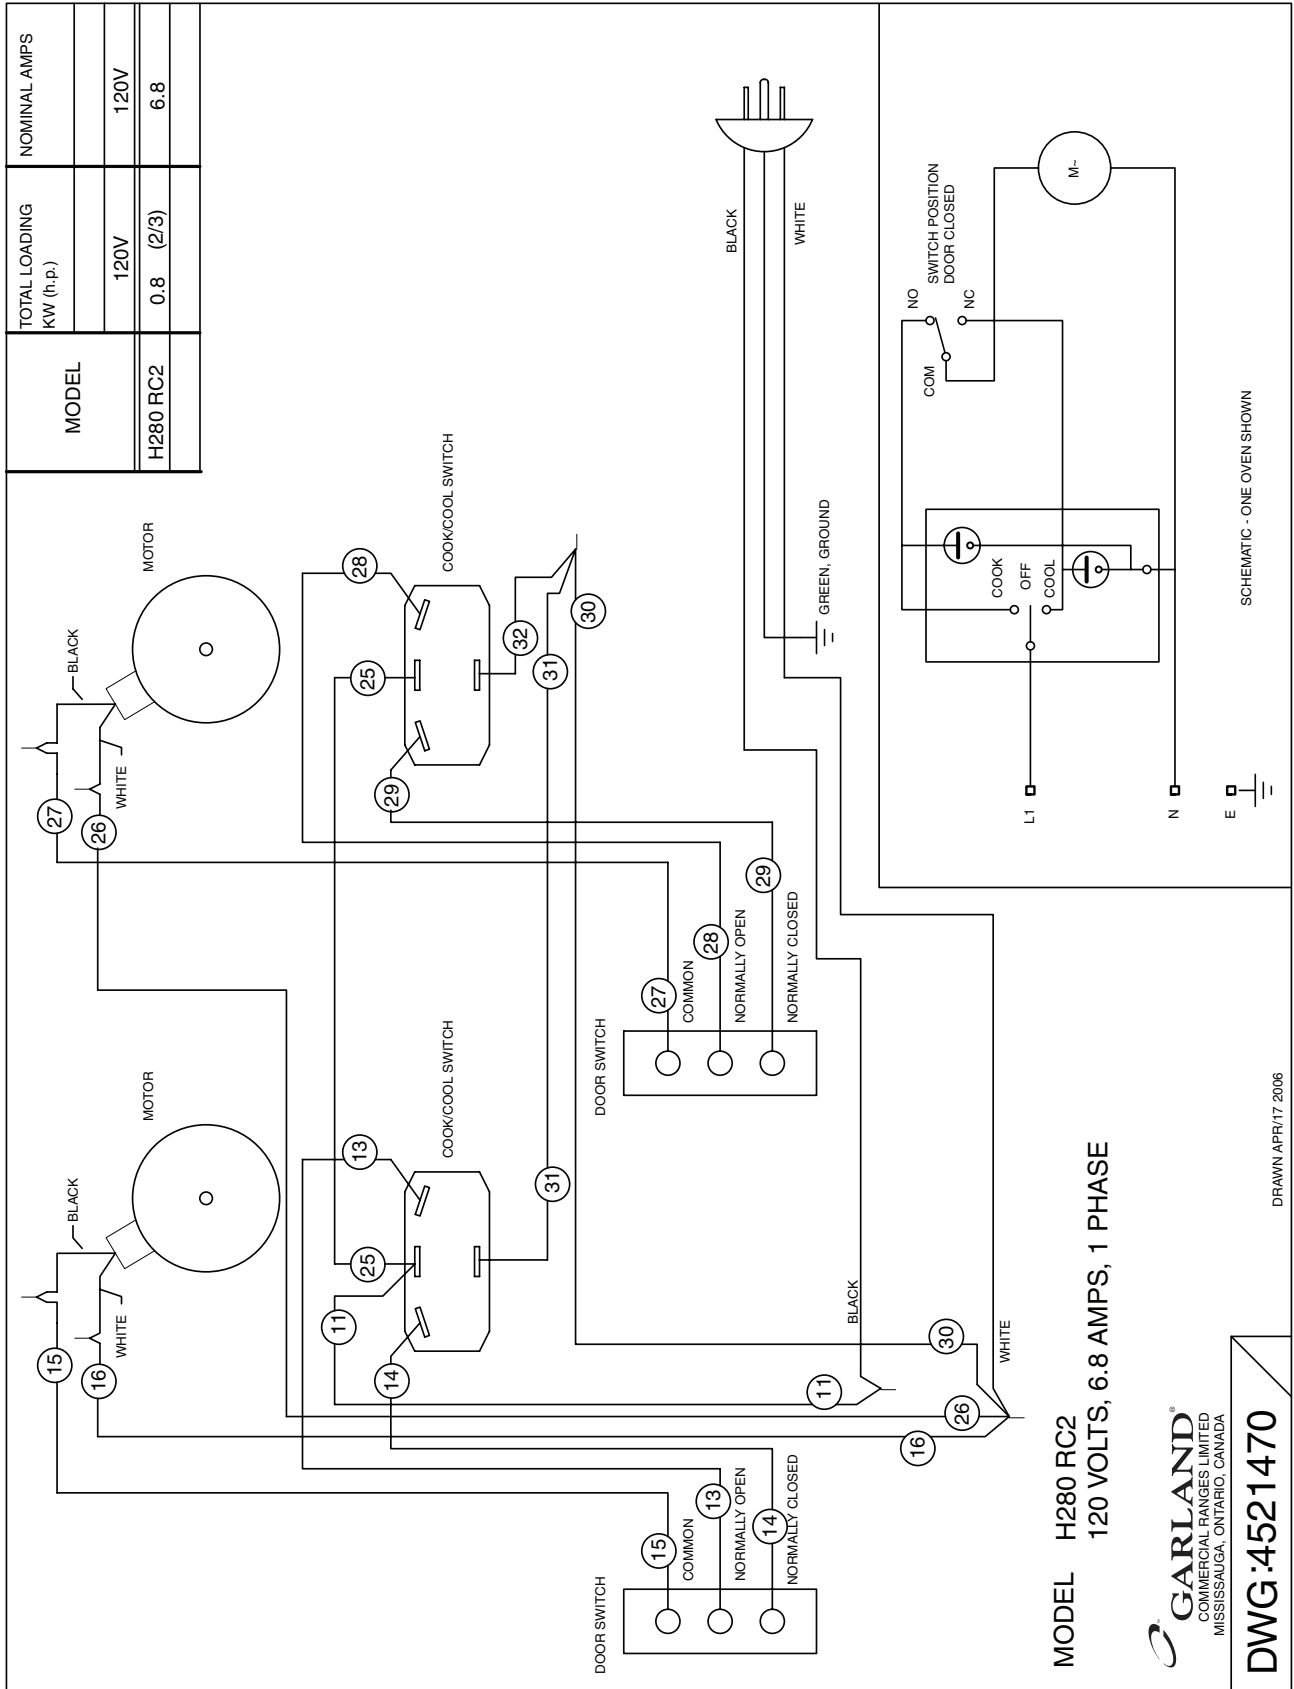 MODEL
TOTAL LOADING
KW (h.p.)
NOMINAL AMPS
120V
120V
H280 RC2
0.8 (2/3)
6.8
15
BLACK
MOTOR
16
WHITE
27
BLACK
MOTOR
26
WHITE
11
25
13
14
COOK/COOL SWITCH
31
25
28
29
COOK/COOL SWITCH
32
31
30
DOOR SWITCH
15
COMMON
13
NORMALLY OPEN
14
NORMALLY CLOSED
DOOR SWITCH
27
COMMON
28
NORMALLY OPEN
29
NORMALLY CLOSED
BLACK
WHITE
GREEN, GROUND
11
BLACK
16
26
30
WHITE
L1
N
E
COOK
OFF
COOL
COM
NO
NC
SWITCH POSITION
DOOR CLOSED
M~
SCHEMATIC - ONE OVEN SHOWN
MODEL H280 RC2
120 VOLTS, 6.8 AMPS, 1 PHASE
GARLAND®
COMMERCIAL RANGES LIMITED
MISSISSAUGA, ONTARIO, CANADA
DRAWN APR/17 2006
DWG:4521470